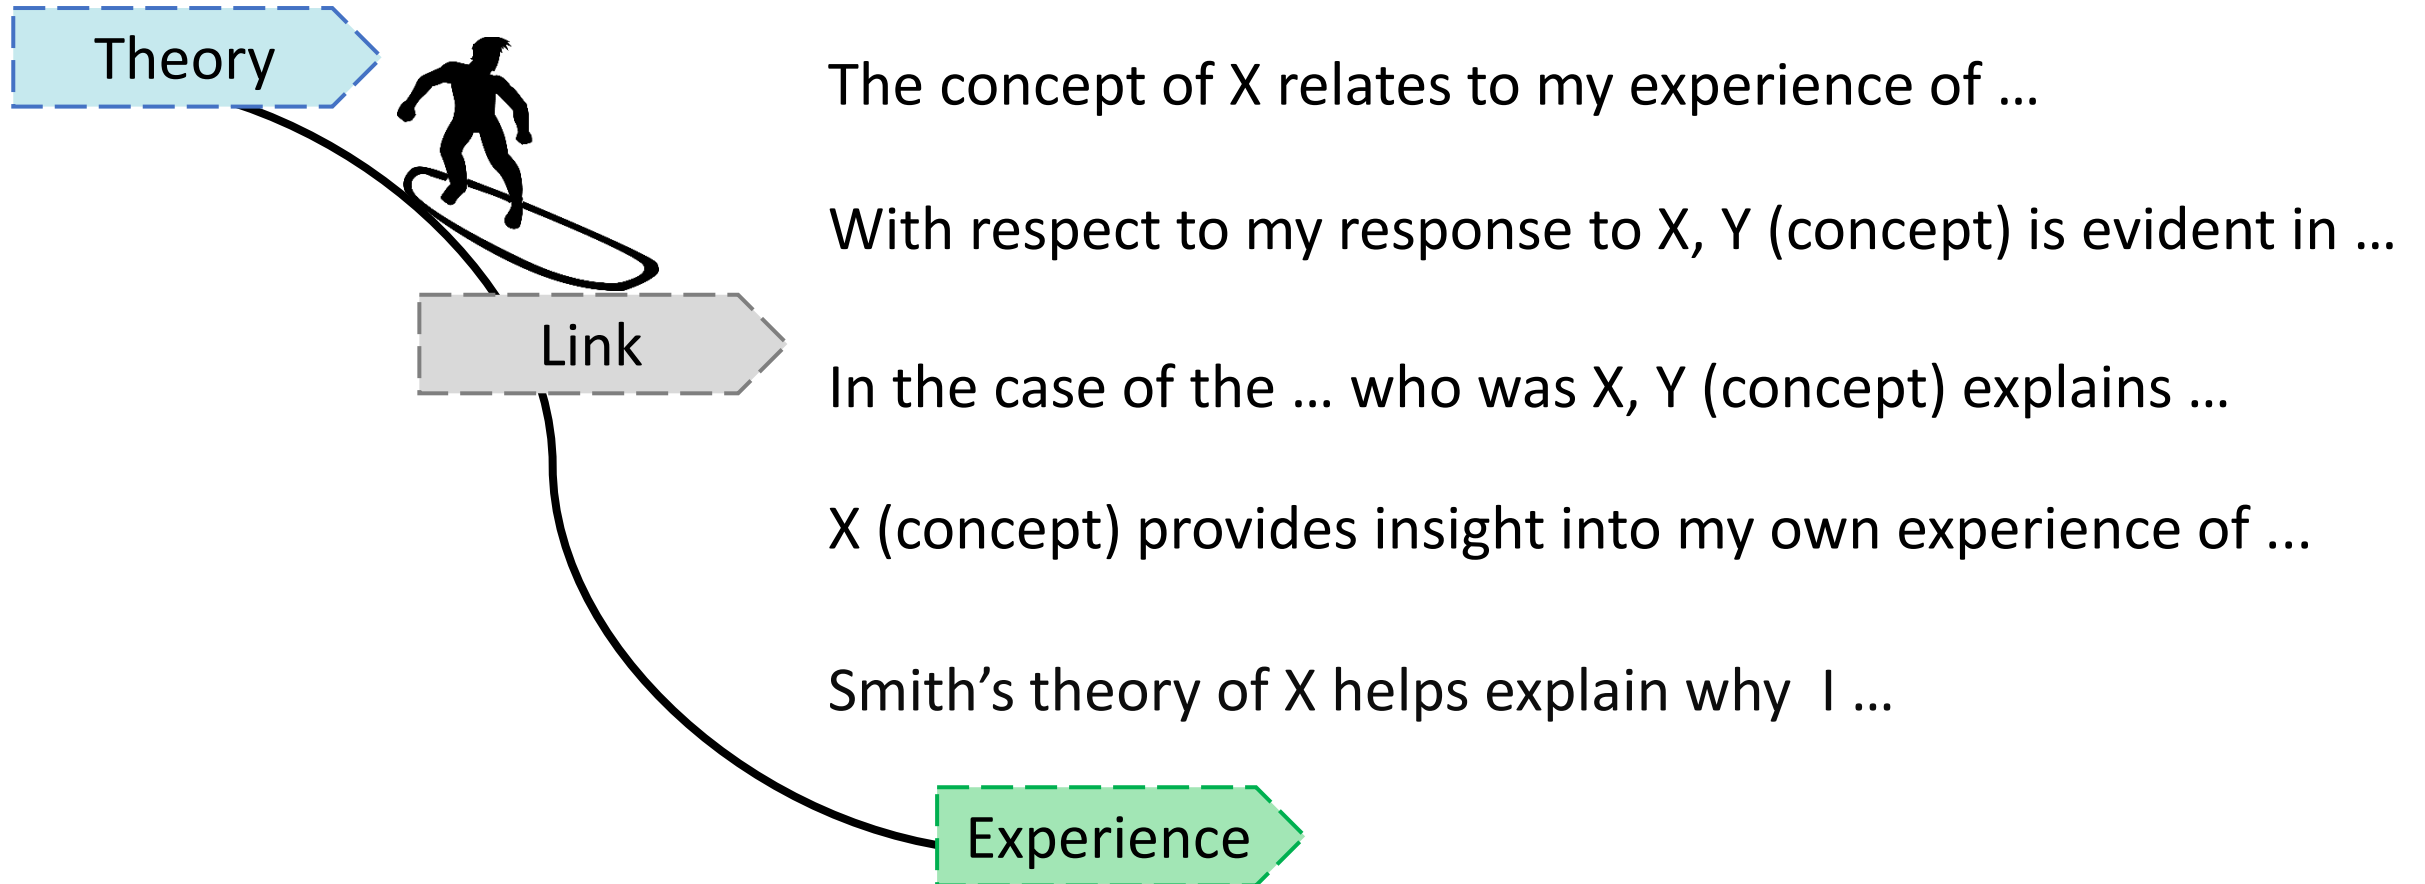 Theory
The concept of X relates to my experience of …
With respect to my response to X, Y (concept) is evident in …
Link
In the case of the … who was X, Y (concept) explains …
X (concept) provides insight into my own experience of …
Smith’s theory of X helps explain why  I …
Experience